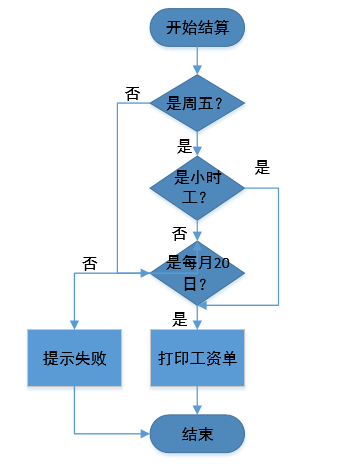 开始结算
是周五？
否
是
是小时
工？
是
否
是每月20
日？
否
是
提示失败
打印工资单
结束